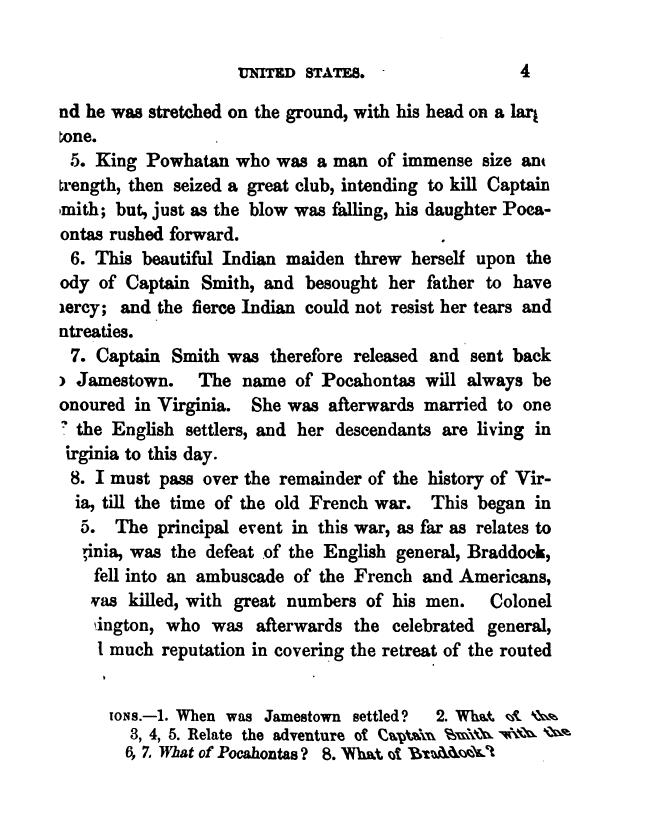 UNITED STATES. 4
nd he was stretched on the ground, with his head on a larg
tone.
5. King Powhatan who was a man of immense size an
trength, then seized a great club, intending to kill Captain
mith; but, just as the blow was falling, his daughter Poca-
ontas rushed forward.
6. This beautiful Indian maiden threw herself upon the
ody of Captain Smith, and besought her father to have
ercy; and the fierce Indian could not resist her tears and
ntreaties.
7. Captain Smith was therefore released and sent back
Jamestown. The name of Pocahontas will always be
onoured in Virginia. She was afterwards married to one
the English settlers, and her descendants are living in
irginia to this day.
8. I must pass over the remainder of the history of Vir-
ia, till the time of the old French war. This began in
5. The principal event in this war, as far as relates to
inia, was the defeat of the English general, Braddock,
fell into an ambuscade of the French and Americans,
was killed, with great numbers of his men. Colonel
ington, who was afterwards the celebrated general,
l much reputation in covering the retreat of the routed
IONS.—1. When was Jamestown settled? 2. What of the
3, 4, 5. Relate the adventure of Captain Smith with the
6, 7. What of Pocahontas? 8. What of Braddock?